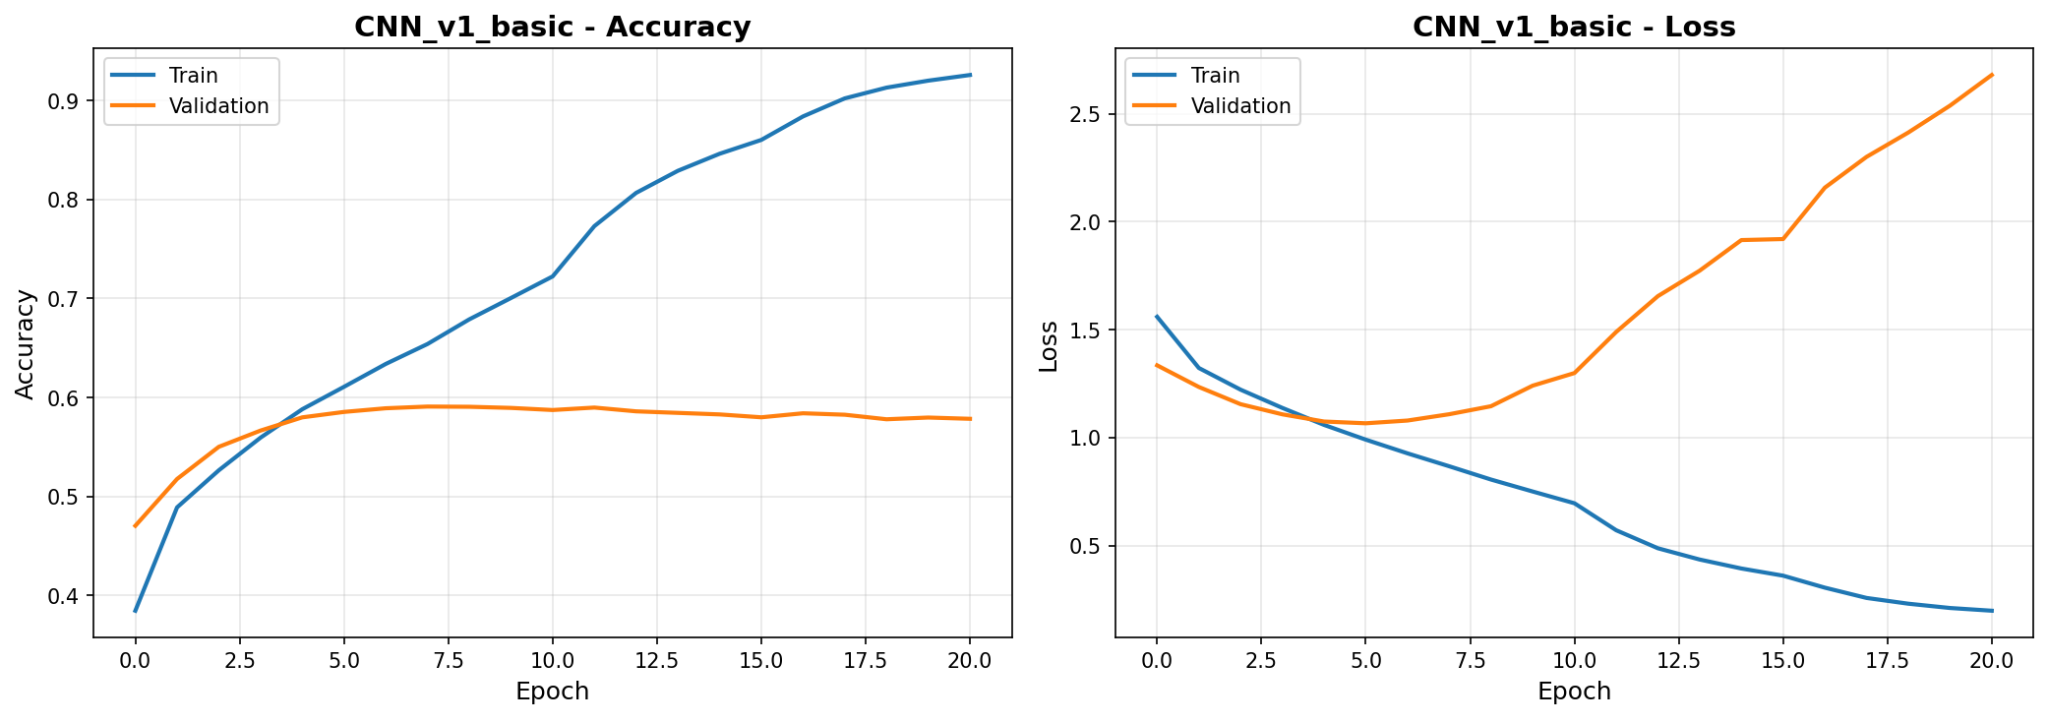 CNN_v1_basic - Accuracy
Train
Validation
Accuracy
0.9
0.8
0.7
0.6
0.5
0.4
0.0 2.5 5.0 7.5 10.0 12.5 15.0 17.5 20.0
Epoch
CNN_v1_basic - Loss
Train
Validation
Loss
2.5
2.0
1.5
1.0
0.5
0.0 2.5 5.0 7.5 10.0 12.5 15.0 17.5 20.0
Epoch